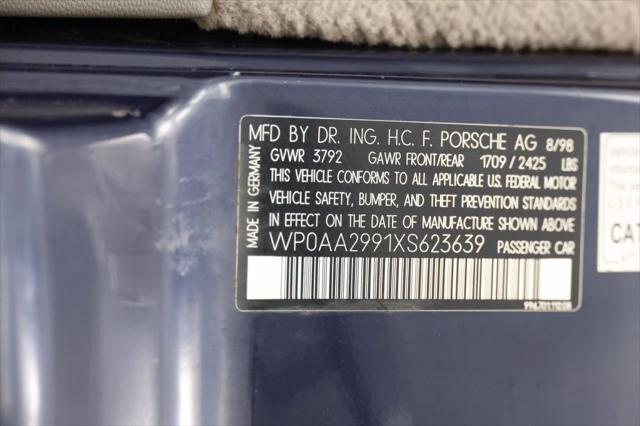 MFD BY DR. ING. H.C. F. PORSCHE AG 8/98
GVWR 3792 GAWR FRONT/REAR 1709/2425 LBS
THIS VEHICLE CONFORMS TO ALL APPLICABLE U.S. FEDERAL MOTOR
VEHICLE SAFETY, BUMPER, AND THEFT PREVENTION STANDARDS
IN EFFECT ON THE DATE OF MANUFACTURE SHOWN ABOVE
WP0AA2991XS623639 PASSENGER CAR
MADE IN GERMANY
CAT